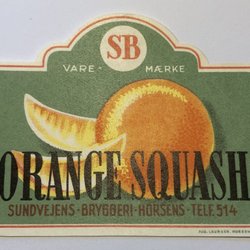 SB
VARE - MÆRKE
ORANGE SQUASH
SUNDVEJENS - BRYGGERI - HORSENS - TELF. 514